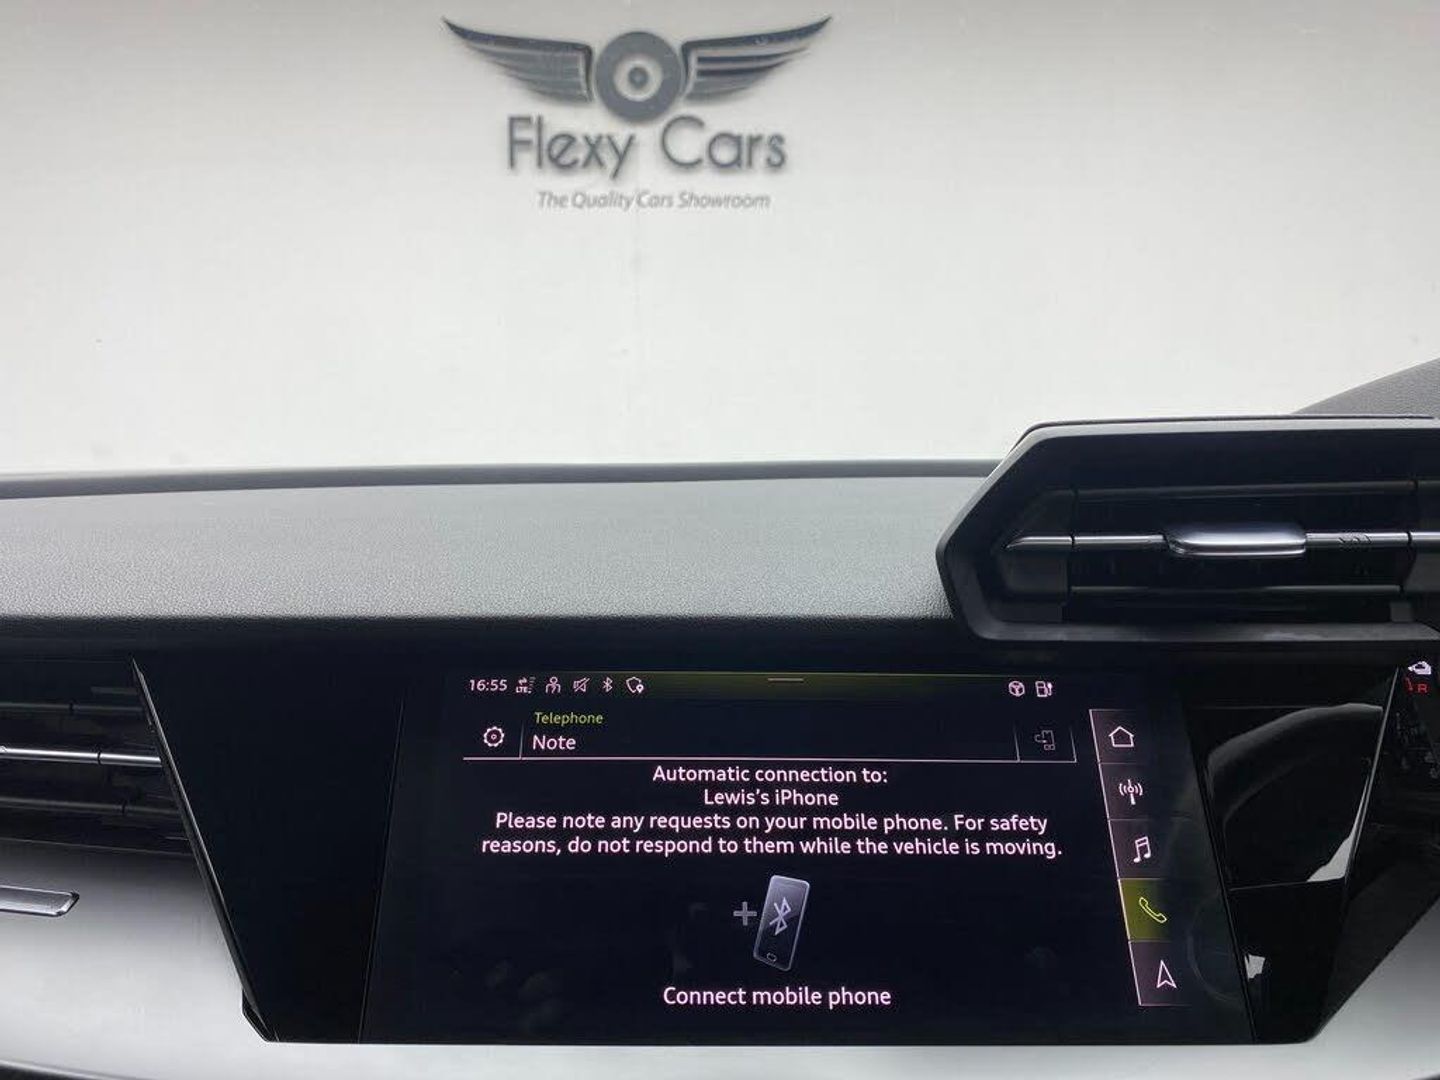 Flexy Cars
The Quality Cars Showroom
16:55
LTE
Telephone
Note
Automatic connection to:
Lewis's iPhone
Please note any requests on your mobile phone. For safety
reasons, do not respond to them while the vehicle is moving.
Connect mobile phone
R